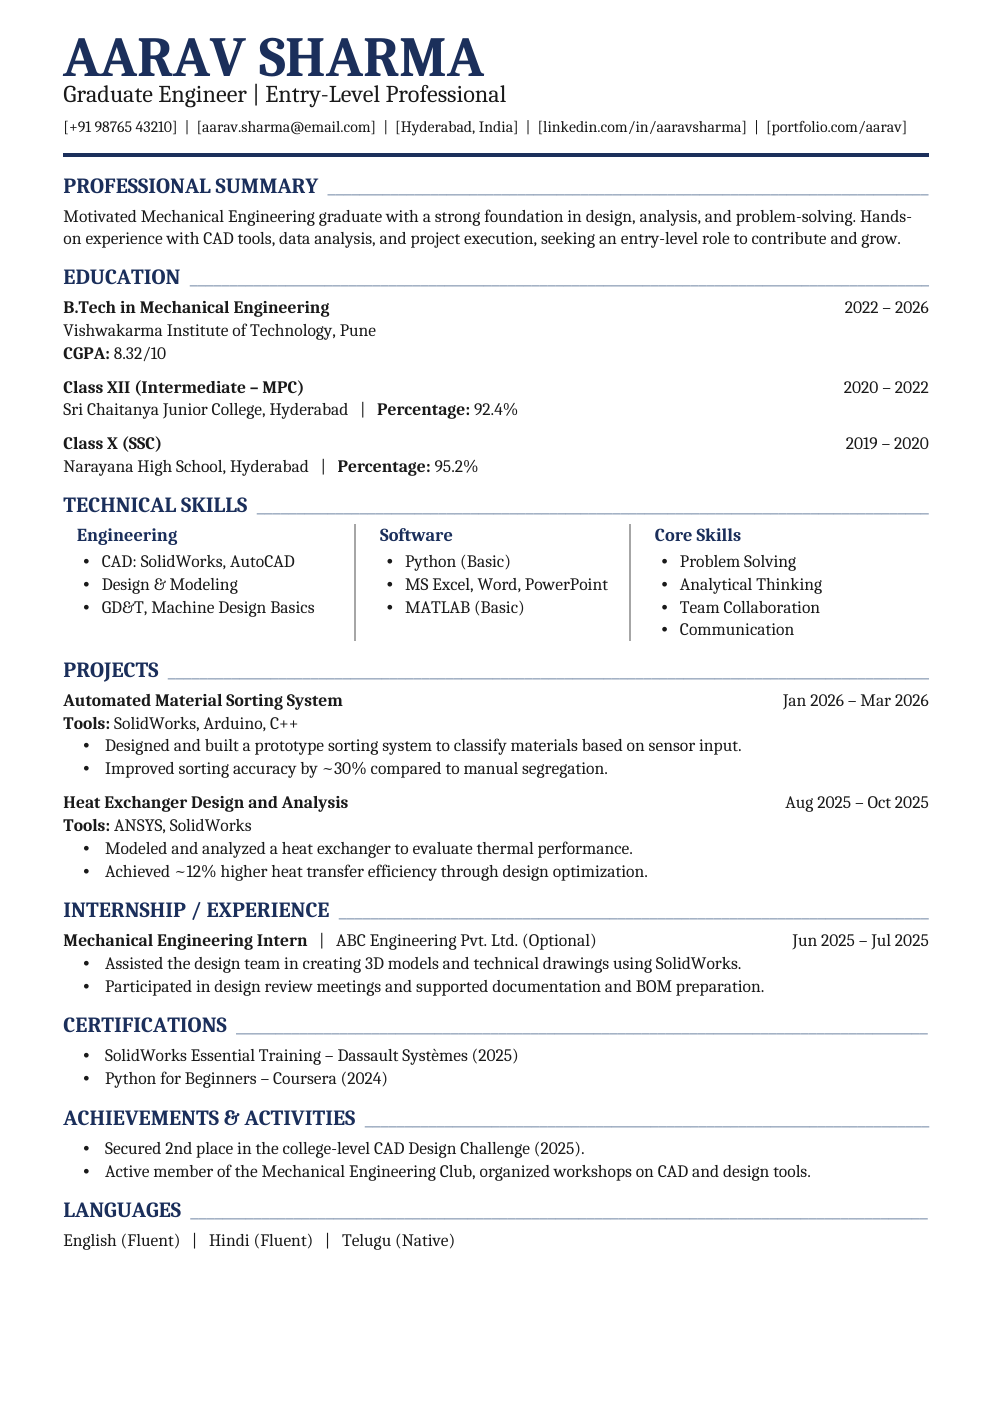 AARAV SHARMA
Graduate Engineer | Entry-Level Professional
[+91 98765 43210] | [aarav.sharma@email.com] | [Hyderabad, India] | [linkedin.com/in/aaravsharma] | [portfolio.com/aarav]
PROFESSIONAL SUMMARY
Motivated Mechanical Engineering graduate with a strong foundation in design, analysis, and problem-solving. Hands-
on experience with CAD tools, data analysis, and project execution, seeking an entry-level role to contribute and grow.
EDUCATION
B.Tech in Mechanical Engineering 2022 – 2026
Vishwakarma Institute of Technology, Pune
CGPA: 8.32/10
Class XII (Intermediate – MPC) 2020 – 2022
Sri Chaitanya Junior College, Hyderabad | Percentage: 92.4%
Class X (SSC) 2019 – 2020
Narayana High School, Hyderabad | Percentage: 95.2%
TECHNICAL SKILLS
Engineering
• CAD: SolidWorks, AutoCAD
• Design & Modeling
• GD&T, Machine Design Basics
Software
• Python (Basic)
• MS Excel, Word, PowerPoint
• MATLAB (Basic)
Core Skills
• Problem Solving
• Analytical Thinking
• Team Collaboration
• Communication
PROJECTS
Automated Material Sorting System Jan 2026 – Mar 2026
Tools: SolidWorks, Arduino, C++
• Designed and built a prototype sorting system to classify materials based on sensor input.
• Improved sorting accuracy by ~30% compared to manual segregation.
Heat Exchanger Design and Analysis Aug 2025 – Oct 2025
Tools: ANSYS, SolidWorks
• Modeled and analyzed a heat exchanger to evaluate thermal performance.
• Achieved ~12% higher heat transfer efficiency through design optimization.
INTERNSHIP / EXPERIENCE
Mechanical Engineering Intern | ABC Engineering Pvt. Ltd. (Optional) Jun 2025 – Jul 2025
• Assisted the design team in creating 3D models and technical drawings using SolidWorks.
• Participated in design review meetings and supported documentation and BOM preparation.
CERTIFICATIONS
• SolidWorks Essential Training – Dassault Systèmes (2025)
• Python for Beginners – Coursera (2024)
ACHIEVEMENTS & ACTIVITIES
• Secured 2nd place in the college-level CAD Design Challenge (2025).
• Active member of the Mechanical Engineering Club, organized workshops on CAD and design tools.
LANGUAGES
English (Fluent) | Hindi (Fluent) | Telugu (Native)